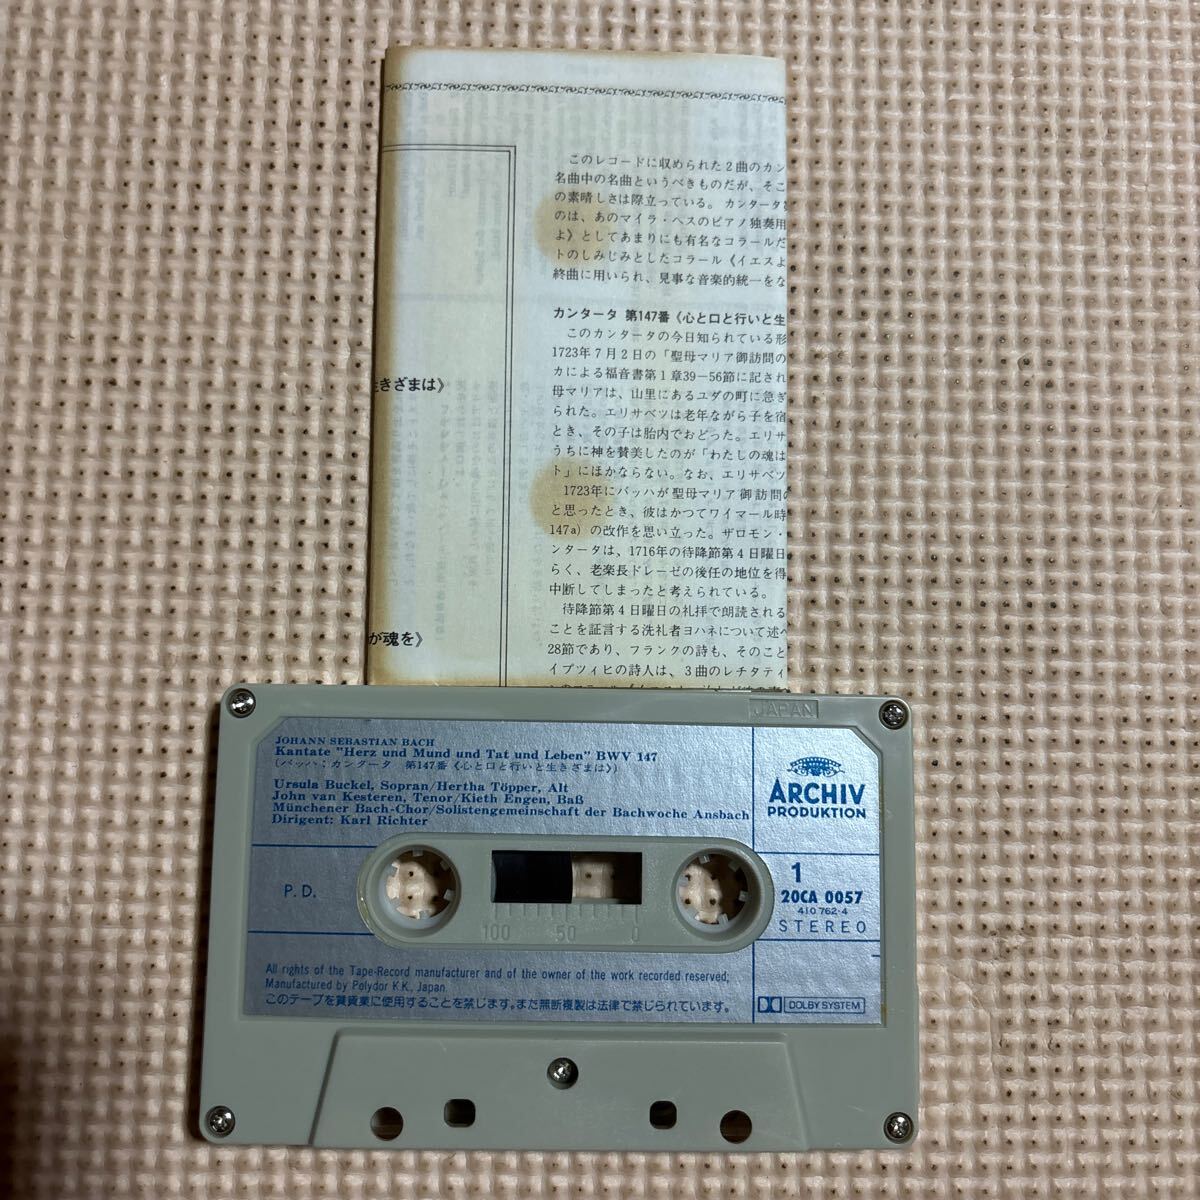 このレコードに収められた2曲のカン
名曲中の名曲というべきものだが、そこ
の素晴しさは際立っている。カンタータ
のは、あのマイラ・ヘスのピアノ独奏用
よ》としてあまりにも有名なコラールだ
トのしみじみとしたコラール《イエスよ
終曲に用いられ、見事な音楽的統一をな
カンタータ 第147番《心と口と行いと生
このカンタータの今日知られている形
1723年7月2日の「聖母マリア御訪問の
カによる福音書第1章39−56節に記され
母マリアは、山里にあるユダの町に急ぎ
られた。エリサベツは老年ながら子を宿
とき、その子は胎内でおどった。エリサ
うちに神を賛美したのが「わたしの魂は
ト」にほかならない。なお、エリサベツ
1723年にバッハが聖母マリア御訪問の
と思ったとき、彼はかつてワイマール時
147a）の改作を思い立った。ザロモン・
ンタータは、1716年の待降節第4日曜日
らく、老楽長ドレーゼの後任の地位を得
中断してしまったと考えられている。
待降節第4日曜日の礼拝で朗読される
ことを証言する洗礼者ヨハネについて述べ
28節であり、フランクの詩も、そのこと
イプツィヒの詩人は、3曲のレチタティ
生きざまは》
が魂を》
JAPAN
JOHANN SEBASTIAN BACH
Kantate "Herz und Mund und Tat und Leben" BWV 147
(バッハ：カンタータ 第147番《心と口と行いと生きざまは》)
Ursula Buckel, Sopran/Hertha Töpper, Alt
John van Kesteren, Tenor/Kieth Engen, Baß
Münchener Bach-Chor/Solistengemeinschaft der Bachwoche Ansbach
Dirigent: Karl Richter
ARCHIV
PRODUKTION
P. D.
1
20CA 0057
410 762-4
STEREO
100 50 0
All rights of the Tape-Record manufacturer and of the owner of the work recorded reserved;
Manufactured by Polydor K.K., Japan.
このテープを賃貸業に使用することを禁じます。また無断複製は法律で禁じられています。
DOLBY SYSTEM